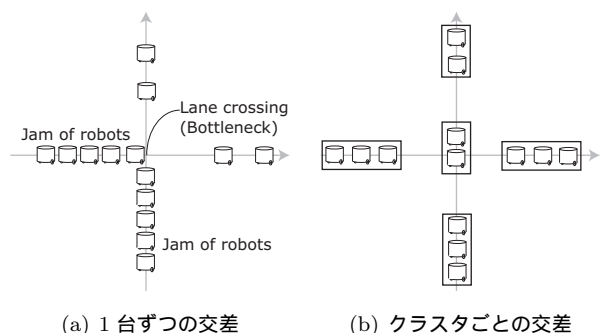 Lane crossing
(Bottleneck)
Jam of robots
Jam of robots
(a) 1 台ずつの交差
(b) クラスタごとの交差